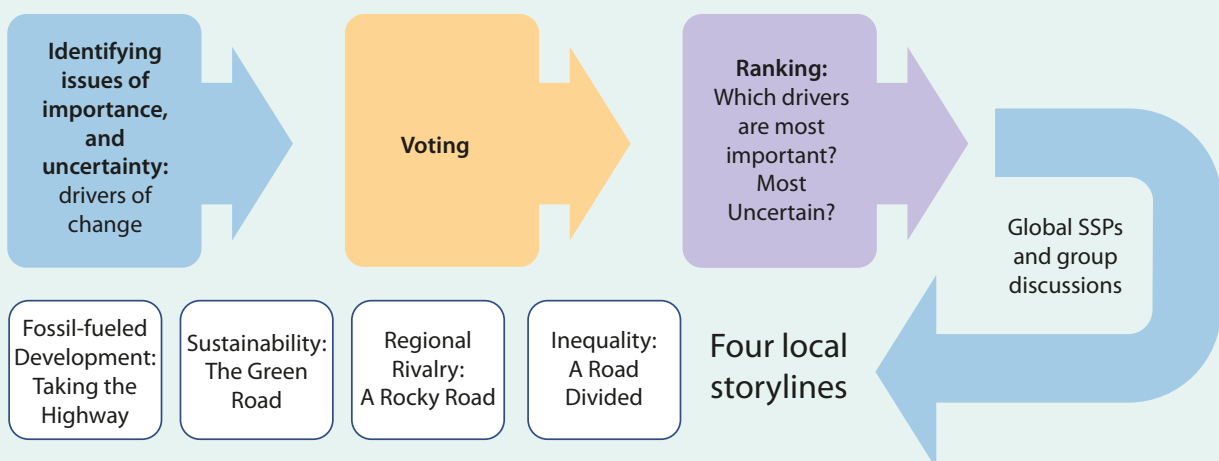 Identifying
issues of
importance,
and
uncertainty:
drivers of
change
Voting
Ranking:
Which drivers
are most
important?
Most
Uncertain?
Global SSPs
and group
discussions
Four local
storylines
Fossil-fueled
Development:
Taking the
Highway
Sustainability:
The Green
Road
Regional
Rivalry:
A Rocky Road
Inequality:
A Road
Divided